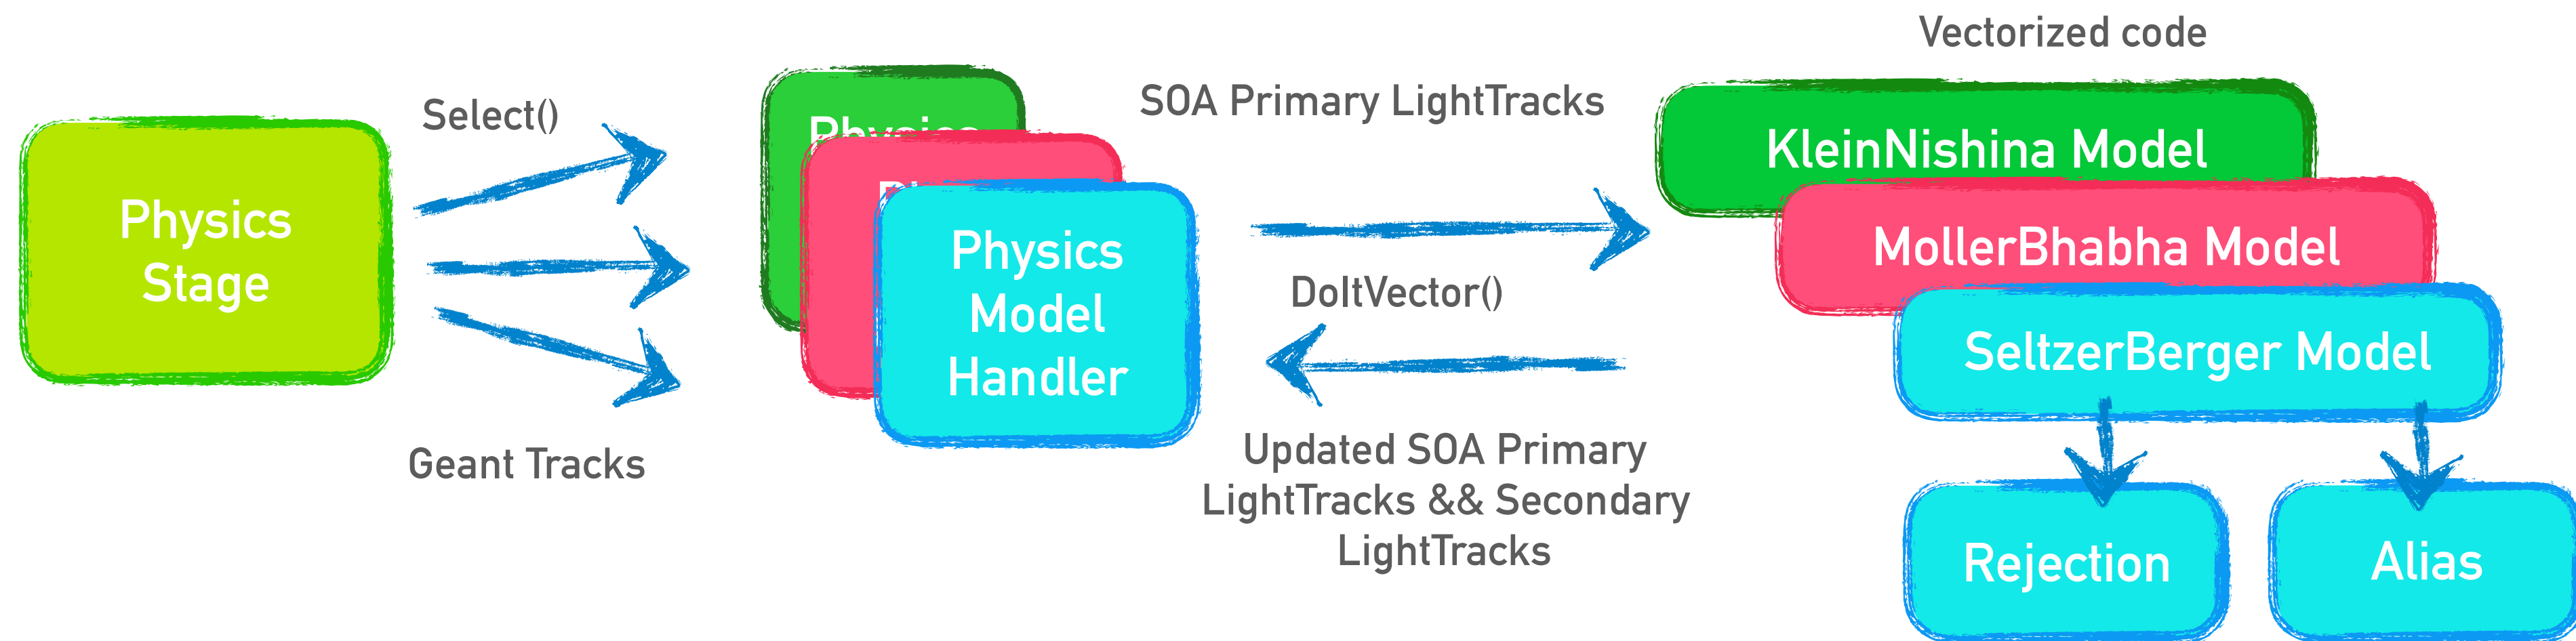 Vectorized code
Select()
SOA Primary LightTracks
Physics
Stage
Physics
Model
Handler
KleinNishina Model
MollerBhabha Model
SeltzerBerger Model
DoItVector()
Geant Tracks
Updated SOA Primary
LightTracks && Secondary
LightTracks
Rejection
Alias